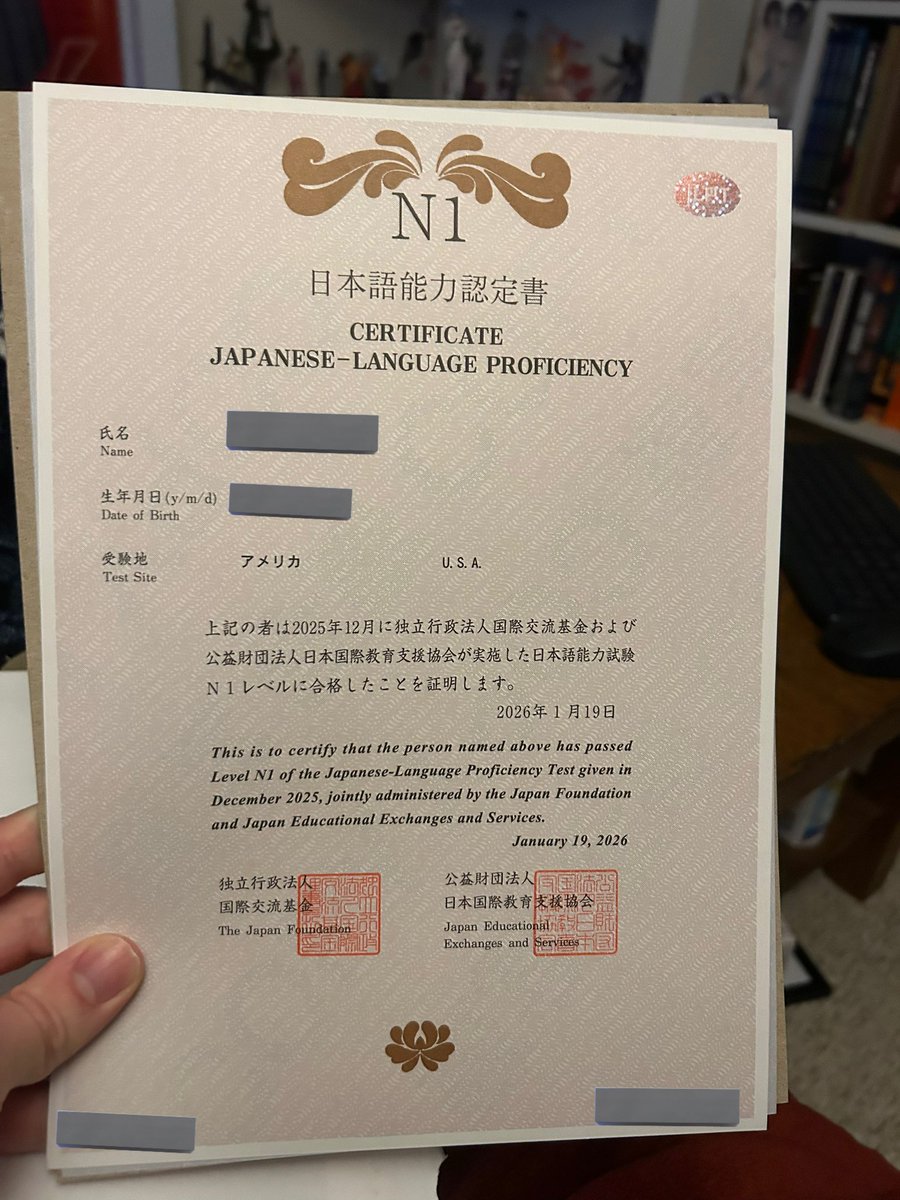 N1
JLPT
日本語能力認定書
CERTIFICATE
JAPANESE-LANGUAGE PROFICIENCY
氏名
Name
生年月日(y/m/d)
Date of Birth
受験地 アメリカ U.S.A.
Test Site
上記の者は2025年12月に独立行政法人国際交流基金および
公益財団法人日本国際教育支援協会が実施した日本語能力試験
N1レベルに合格したことを証明します。
2026年1月19日
This is to certify that the person named above has passed
Level N1 of the Japanese-Language Proficiency Test given in
December 2025, jointly administered by the Japan Foundation
and Japan Educational Exchanges and Services.
January 19, 2026
独立行政法人
国際交流基金
The Japan Foundation
公益財団法人
日本国際教育支援協会
Japan Educational
Exchanges and Services